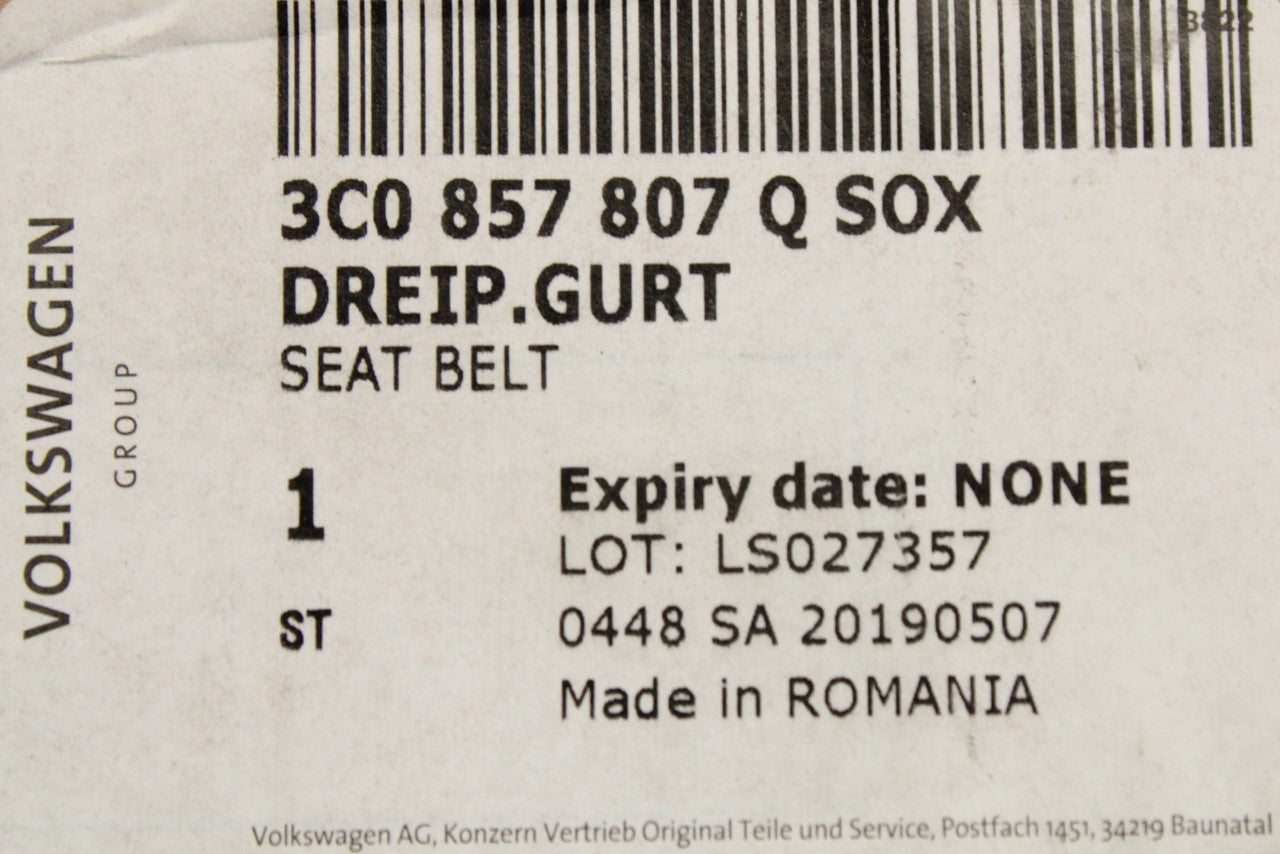 3822
3C0 857 807 Q SOX
DREIP.GURT
SEAT BELT
1
Expiry date: NONE
LOT: LS027357
ST
0448 SA 20190507
Made in ROMANIA
VOLKSWAGEN
GROUP
Volkswagen AG, Konzern Vertrieb Original Teile und Service, Postfach 1451, 34219 Baunatal